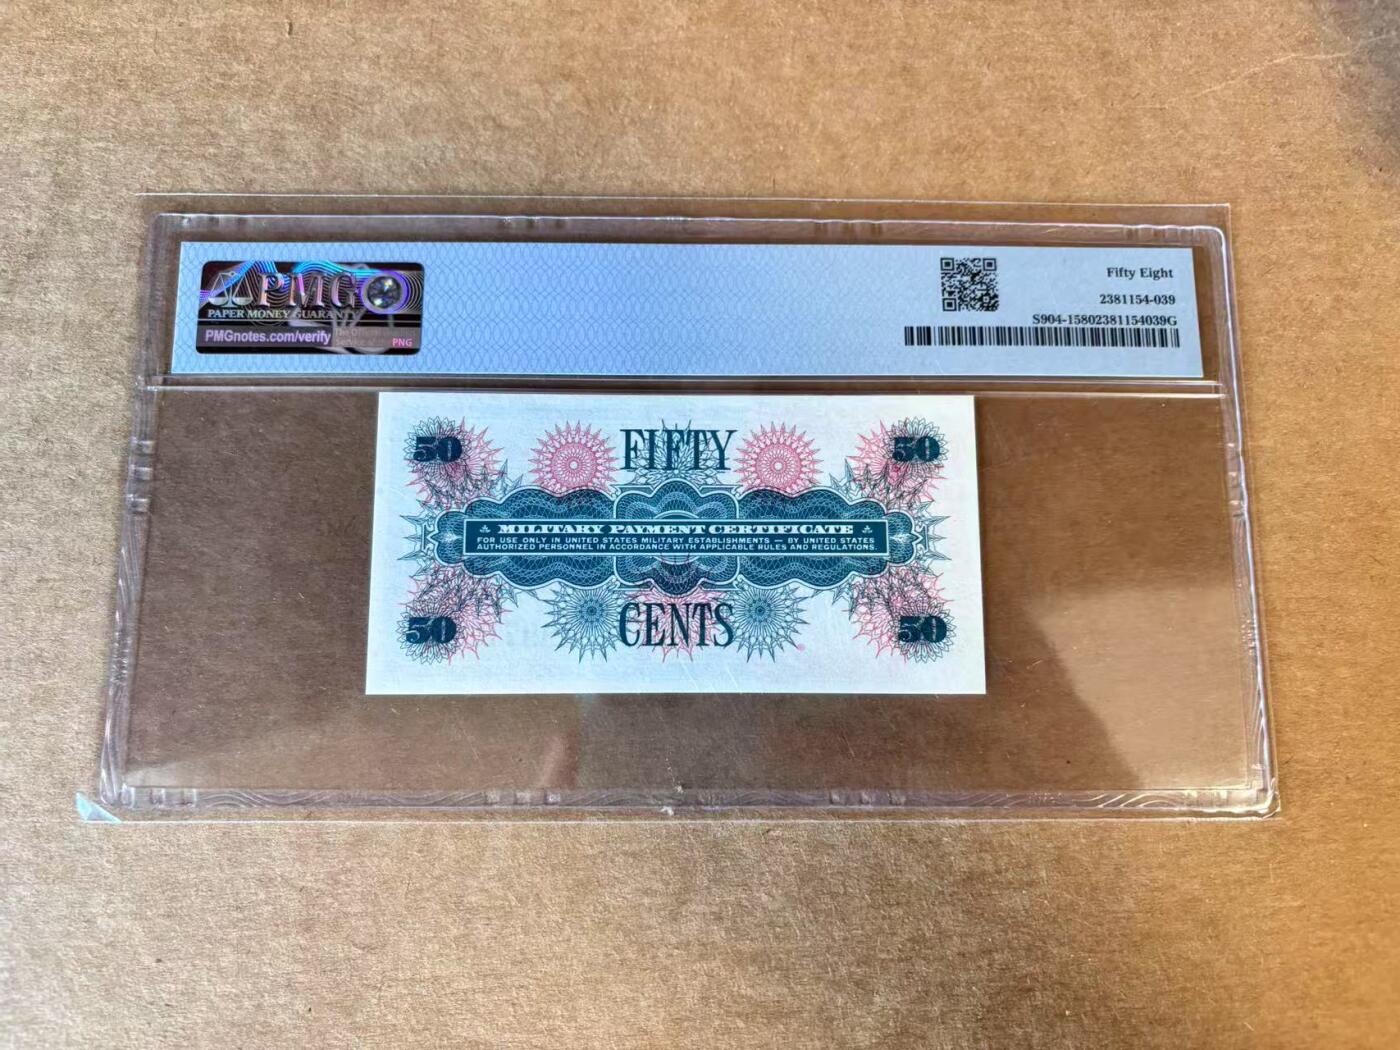 PMG
PAPER MONEY GUARANTY
PMGnotes.com/verify
PNG
Fifty Eight
2381154-039
S904-15802381154039G
50 FIFTY 50
MILITARY PAYMENT CERTIFICATE
FOR USE ONLY IN UNITED STATES MILITARY ESTABLISHMENTS — BY UNITED STATES
AUTHORIZED PERSONNEL IN ACCORDANCE WITH APPLICABLE RULES AND REGULATIONS.
50 CENTS 50